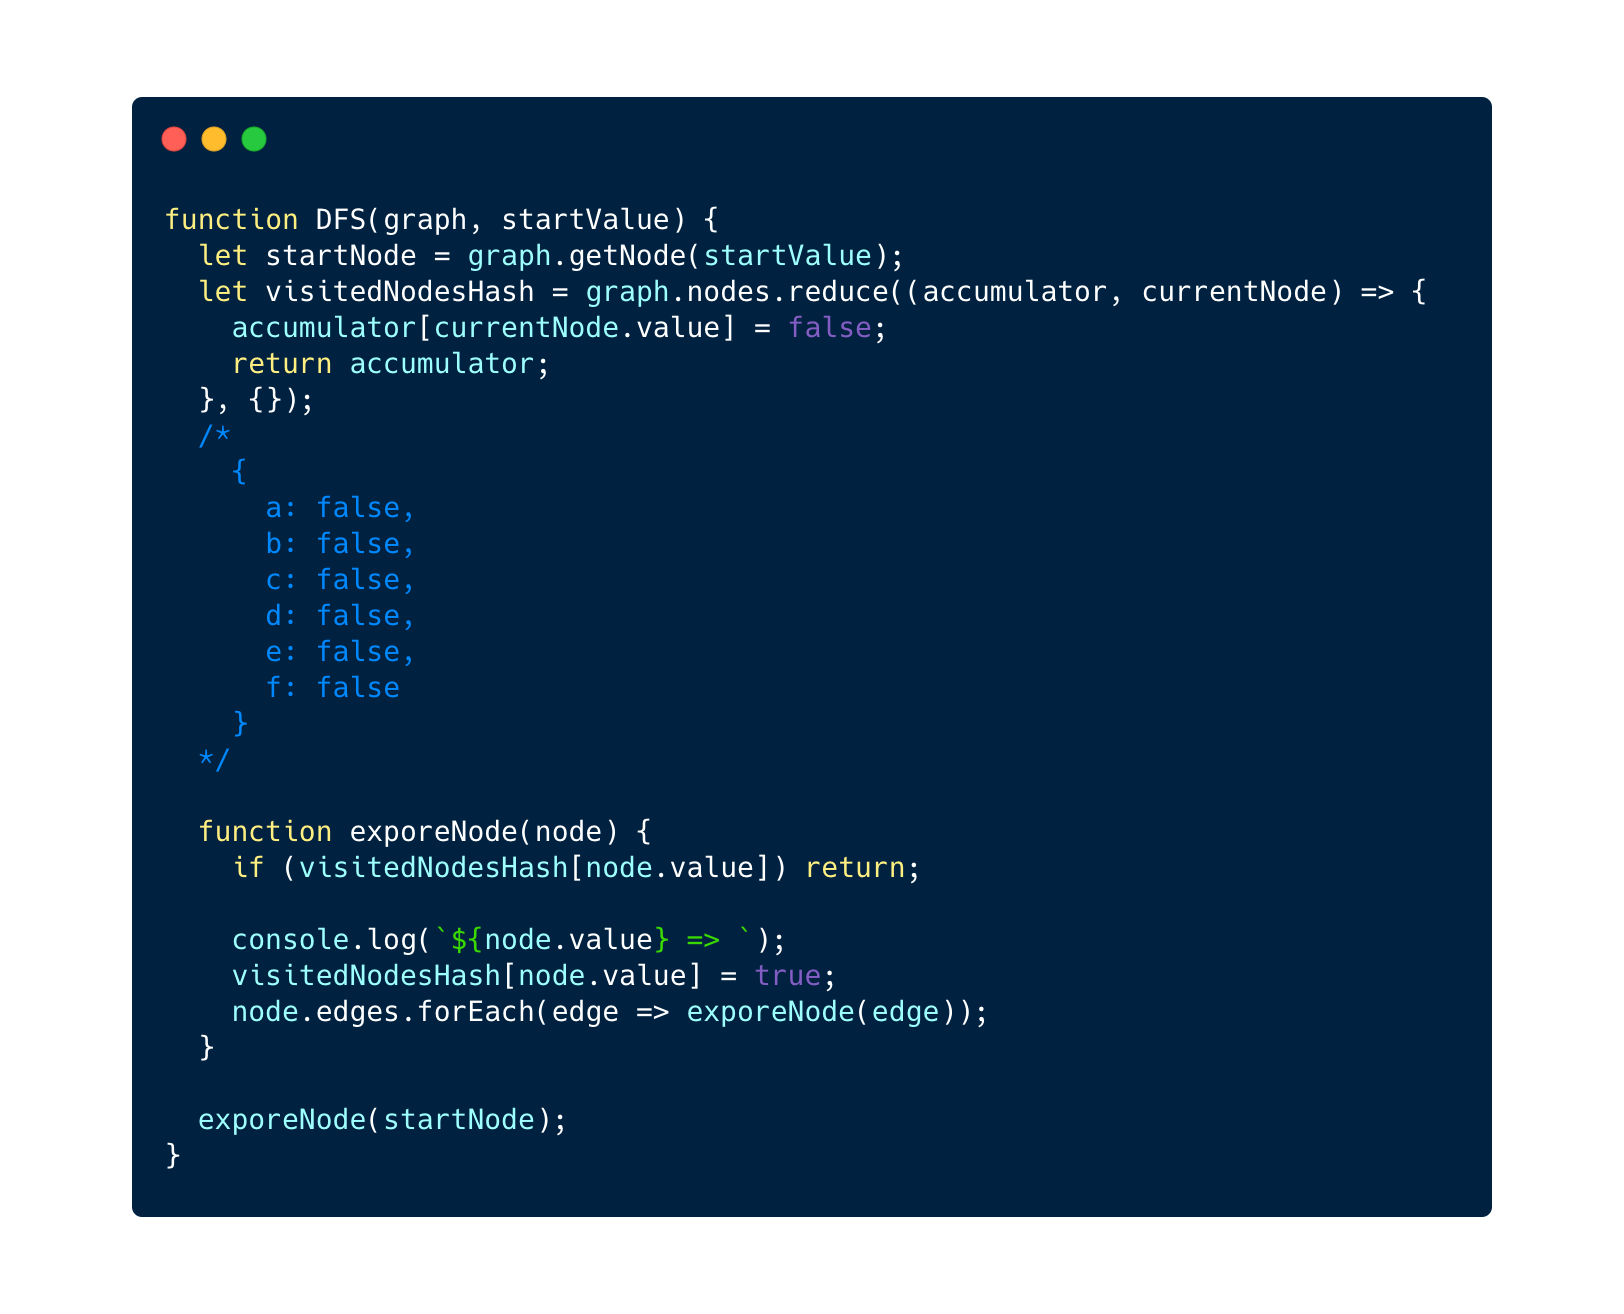 function DFS(graph, startValue) {
  let startNode = graph.getNode(startValue);
  let visitedNodesHash = graph.nodes.reduce((accumulator, currentNode) => {
    accumulator[currentNode.value] = false;
    return accumulator;
  }, {});
  /*
    {
      a: false,
      b: false,
      c: false,
      d: false,
      e: false,
      f: false
    }
  */

  function exporeNode(node) {
    if (visitedNodesHash[node.value]) return;

    console.log(`${node.value} => `);
    visitedNodesHash[node.value] = true;
    node.edges.forEach(edge => exporeNode(edge));
  }

  exporeNode(startNode);
}